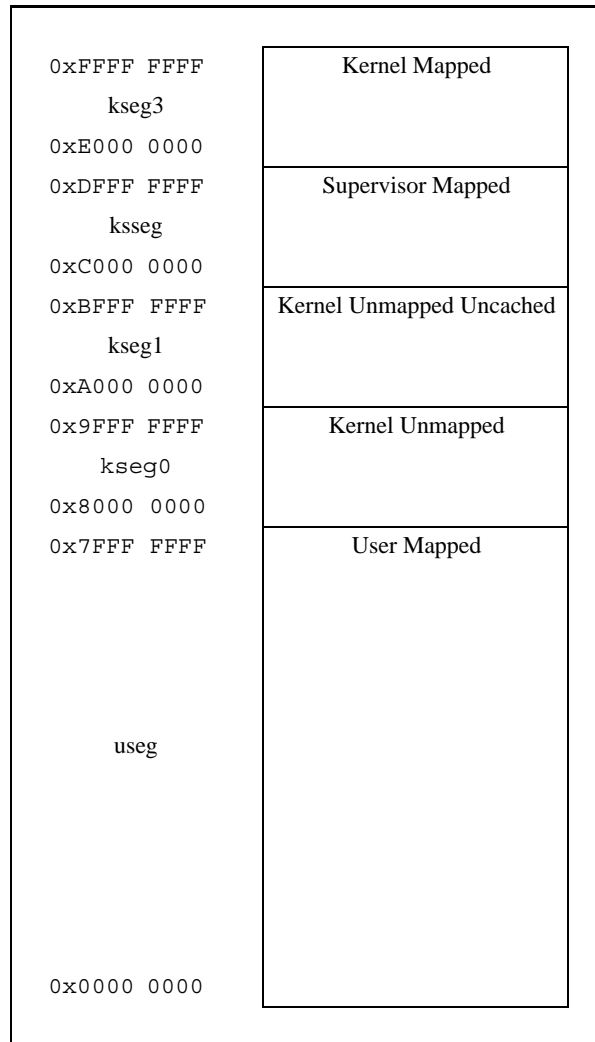 0xFFFF FFFF Kernel Mapped
kseg3
0xE000 0000
0xDFFF FFFF Supervisor Mapped
ksseg
0xC000 0000
0xBFFF FFFF Kernel Unmapped Uncached
kseg1
0xA000 0000
0x9FFF FFFF Kernel Unmapped
kseg0
0x8000 0000
0x7FFF FFFF User Mapped
useg
0x0000 0000